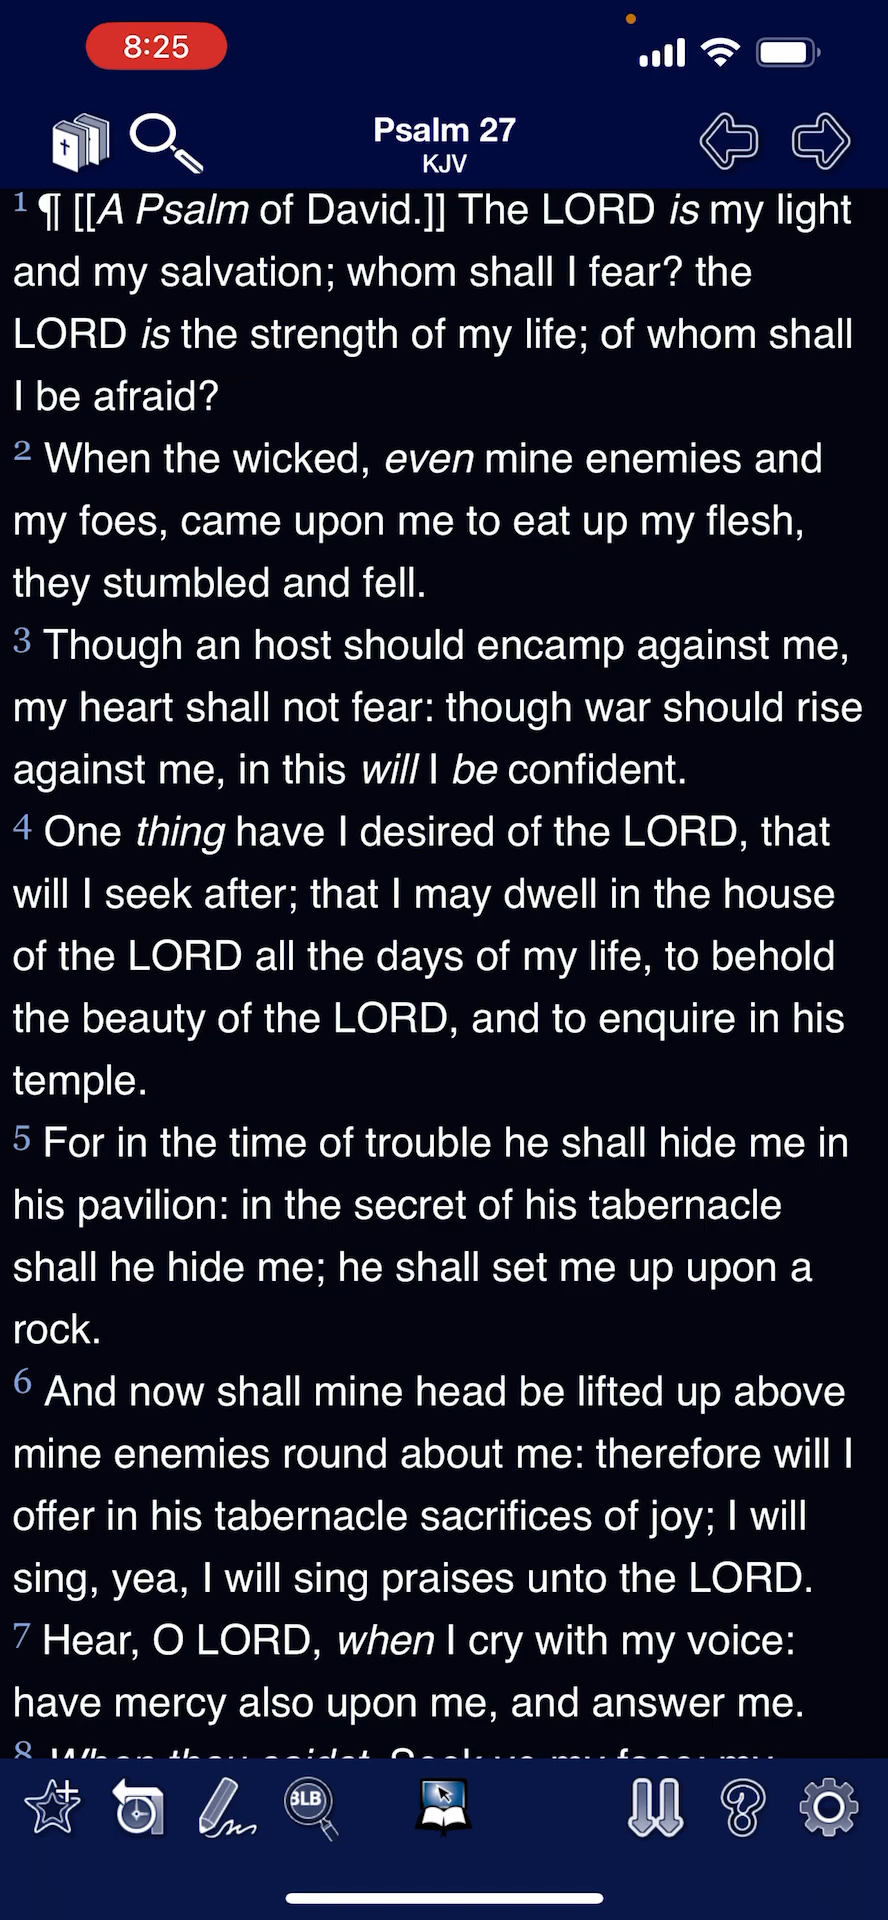 8:25
Psalm 27
KJV
1 ¶ [[A Psalm of David.]] The LORD is my light
and my salvation; whom shall I fear? the
LORD is the strength of my life; of whom shall
I be afraid?
2 When the wicked, even mine enemies and
my foes, came upon me to eat up my flesh,
they stumbled and fell.
3 Though an host should encamp against me,
my heart shall not fear: though war should rise
against me, in this will I be confident.
4 One thing have I desired of the LORD, that
will I seek after; that I may dwell in the house
of the LORD all the days of my life, to behold
the beauty of the LORD, and to enquire in his
temple.
5 For in the time of trouble he shall hide me in
his pavilion: in the secret of his tabernacle
shall he hide me; he shall set me up upon a
rock.
6 And now shall mine head be lifted up above
mine enemies round about me: therefore will I
offer in his tabernacle sacrifices of joy; I will
sing, yea, I will sing praises unto the LORD.
7 Hear, O LORD, when I cry with my voice:
have mercy also upon me, and answer me.
8 When thou saidst, Seek ye my face; my
BLB